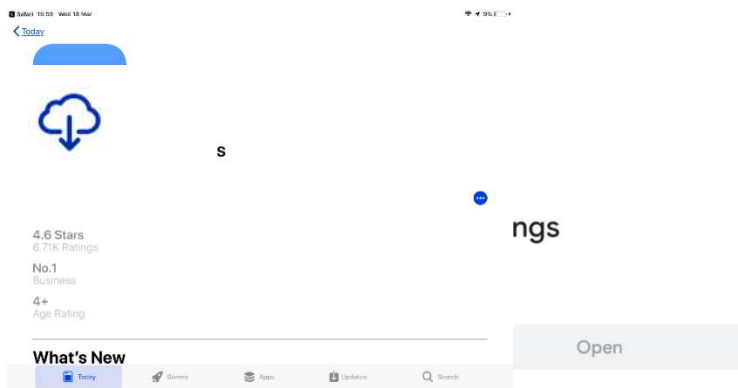 Safari 16:59 Wed 18 Mar
9%
Today
s
4.6 Stars
6.71K Ratings
No.1
Business
4+
Age Rating
What's New
Today
Games
Apps
Updates
Search
ngs
Open